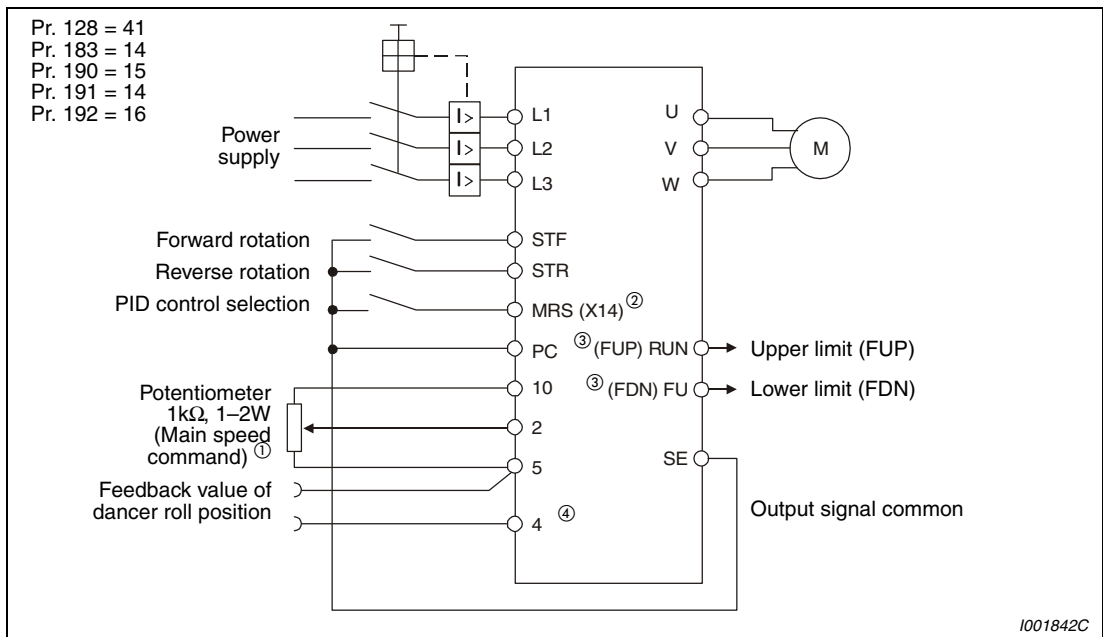 Pr. 128 = 41
Pr. 183 = 14
Pr. 190 = 15
Pr. 191 = 14
Pr. 192 = 16
Power
supply
I>
I>
I>
L1
L2
L3
U
V
W
M
Forward rotation
STF
Reverse rotation
STR
PID control selection
MRS (X14) ②
PC
③ (FUP) RUN
Upper limit (FUP)
10
③ (FDN) FU
Lower limit (FDN)
Potentiometer
1kΩ, 1–2W
(Main speed
command) ①
2
5
SE
Feedback value of
dancer roll position
4 ④
Output signal common
I001842C